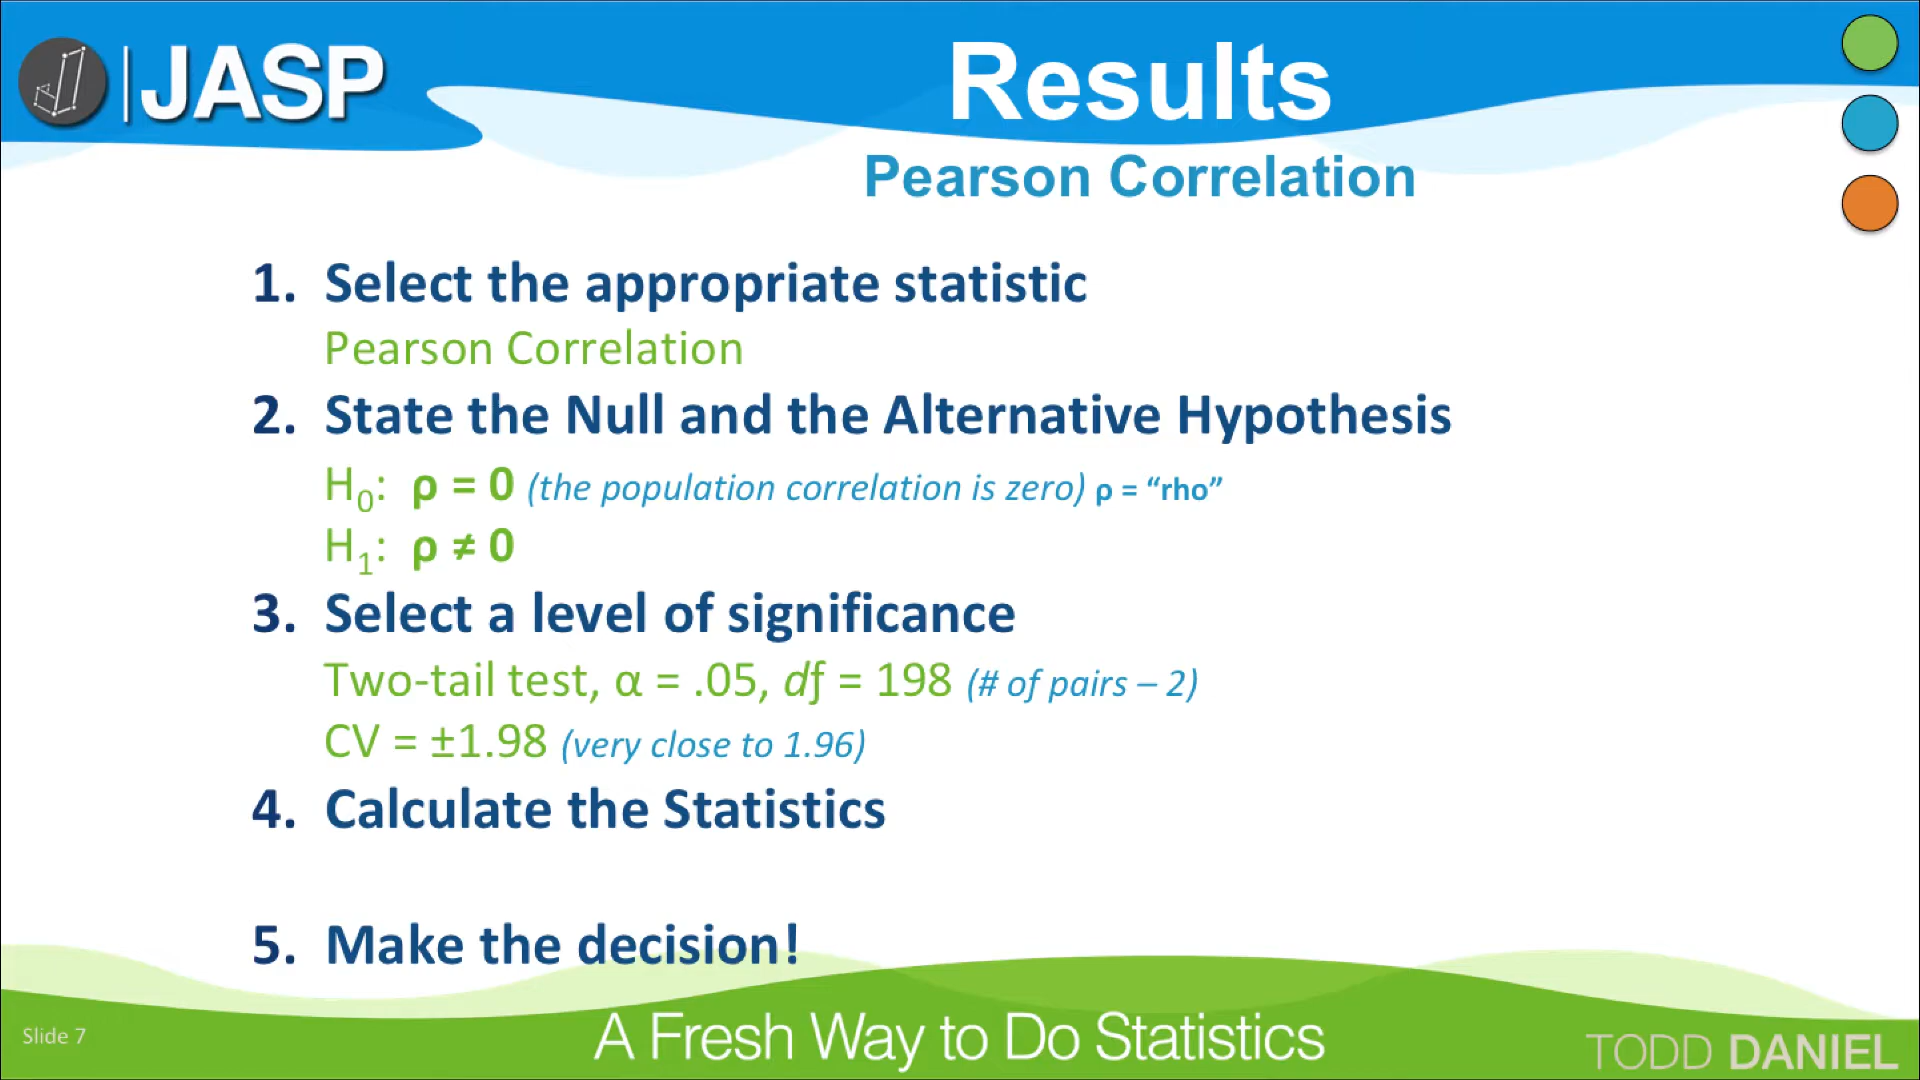 JASP
Results
Pearson Correlation
1. Select the appropriate statistic
Pearson Correlation
2. State the Null and the Alternative Hypothesis
H₀: ρ = 0 (the population correlation is zero) ρ = “rho”
H₁: ρ ≠ 0
3. Select a level of significance
Two-tail test, α = .05, df = 198 (# of pairs – 2)
CV = ±1.98 (very close to 1.96)
4. Calculate the Statistics
5. Make the decision!
Slide 7
A Fresh Way to Do Statistics
TODD DANIEL